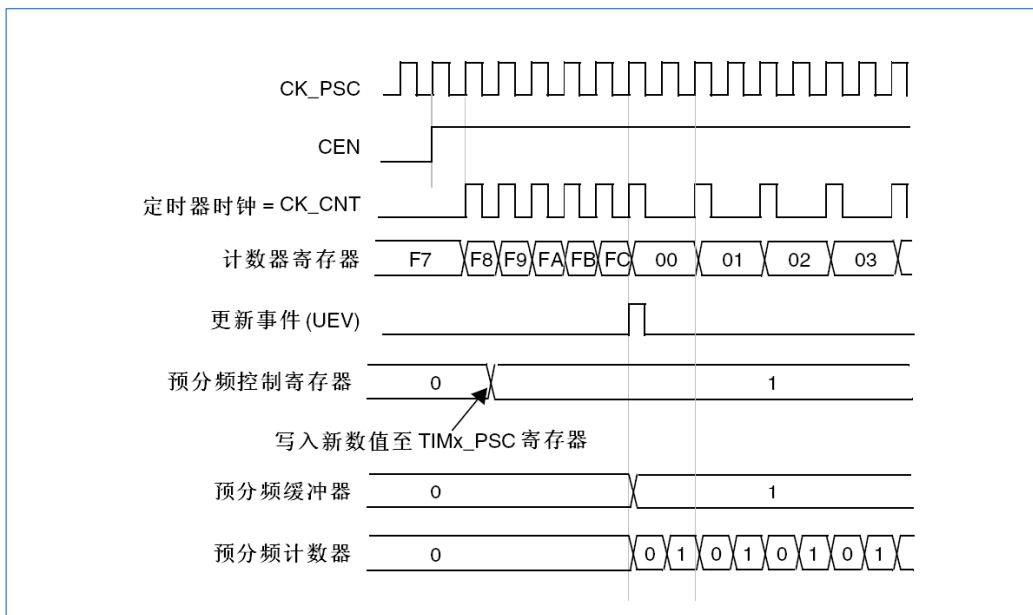 CK_PSC
CEN
定时器时钟 = CK_CNT
计数器寄存器 F7 F8 F9 FA FB FC 00 01 02 03
更新事件(UEV)
预分频控制寄存器 0 1
写入新数值至 TIMx_PSC 寄存器
预分频缓冲器 0 1
预分频计数器 0 0 1 0 1 0 1 0 1